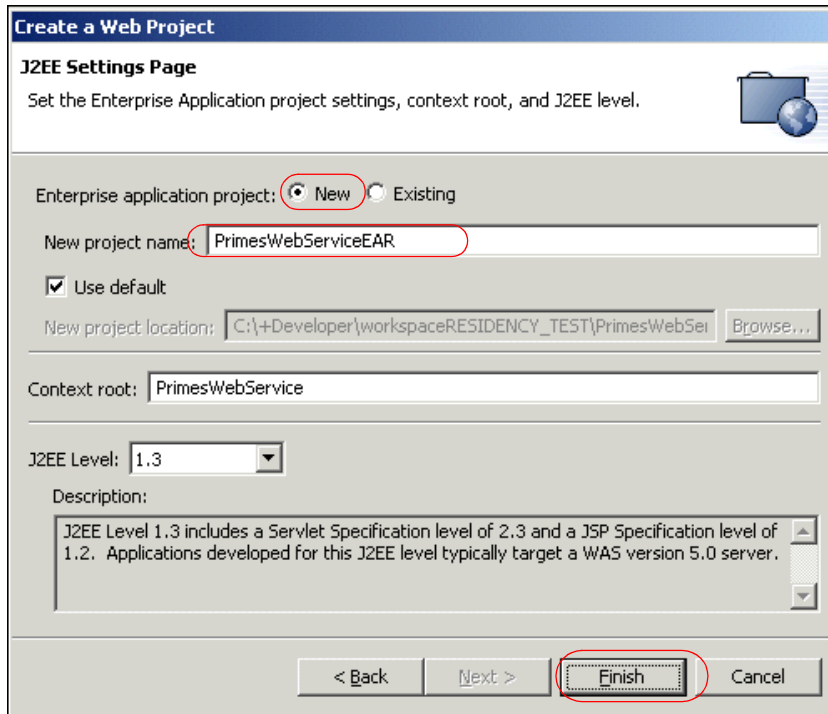 Create a Web Project
J2EE Settings Page
Set the Enterprise Application project settings, context root, and J2EE level.
Enterprise application project: New Existing
New project name: PrimesWebServiceEAR
Use default
New project location: C:\+Developer\workspaceRESIDENCY_TEST\PrimesWebSer Browse...
Context root: PrimesWebService
J2EE Level: 1.3
Description:
J2EE Level 1.3 includes a Servlet Specification level of 2.3 and a JSP Specification level of
1.2. Applications developed for this J2EE level typically target a WAS version 5.0 server.
< Back Next > Finish Cancel